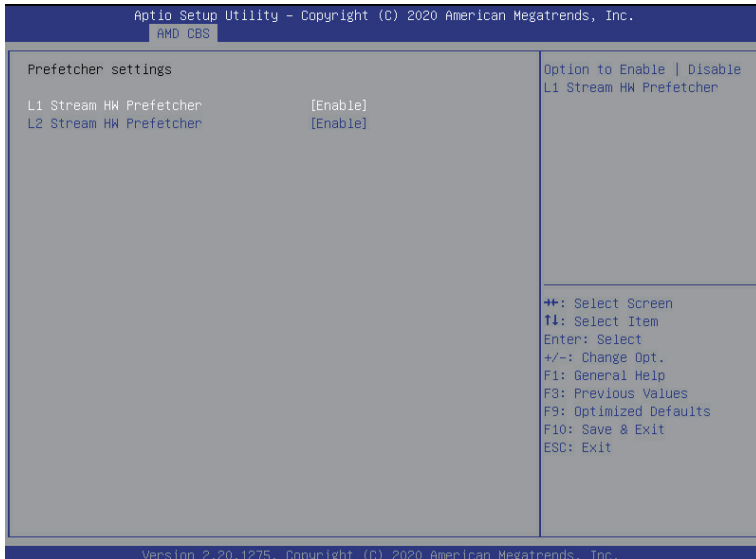 Aptio Setup Utility – Copyright (C) 2020 American Megatrends, Inc.
AMD CBS
Prefetcher settings
L1 Stream HW Prefetcher [Enable]
L2 Stream HW Prefetcher [Enable]
Option to Enable | Disable
L1 Stream HW Prefetcher
→←: Select Screen
↑↓: Select Item
Enter: Select
+/-: Change Opt.
F1: General Help
F3: Previous Values
F9: Optimized Defaults
F10: Save & Exit
ESC: Exit
Version 2.20.1275. Copyright (C) 2020 American Megatrends, Inc.